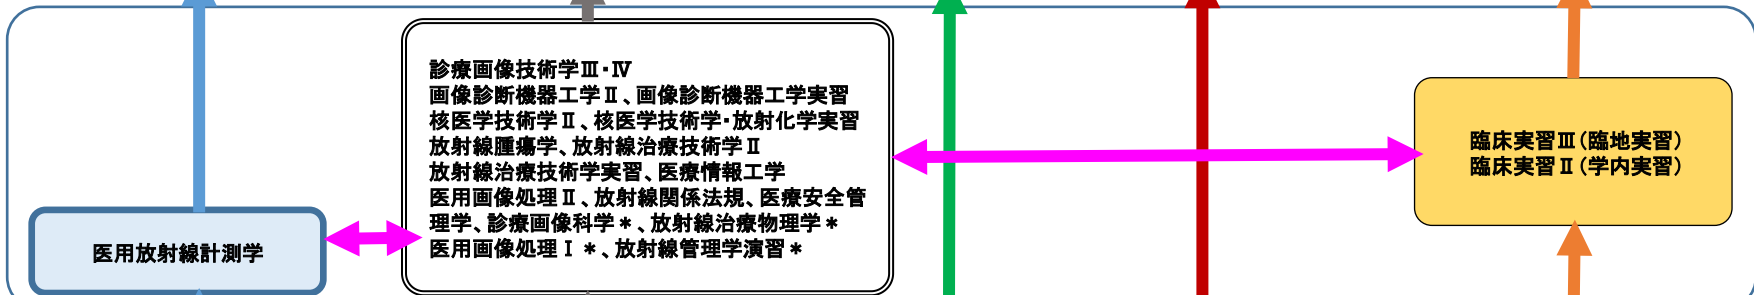 診療画像技術学Ⅲ・Ⅳ
画像診断機器工学Ⅱ、画像診断機器工学実習
核医学技術学Ⅱ、核医学技術学・放射化学実習
放射線腫瘍学、放射線治療技術学Ⅱ
放射線治療技術学実習、医療情報工学
医用画像処理Ⅱ、放射線関係法規、医療安全管
理学、診療画像科学＊、放射線治療物理学＊
医用画像処理Ⅰ＊、放射線管理学演習＊
医用放射線計測学
臨床実習Ⅲ（臨地実習）
臨床実習Ⅱ（学内実習）